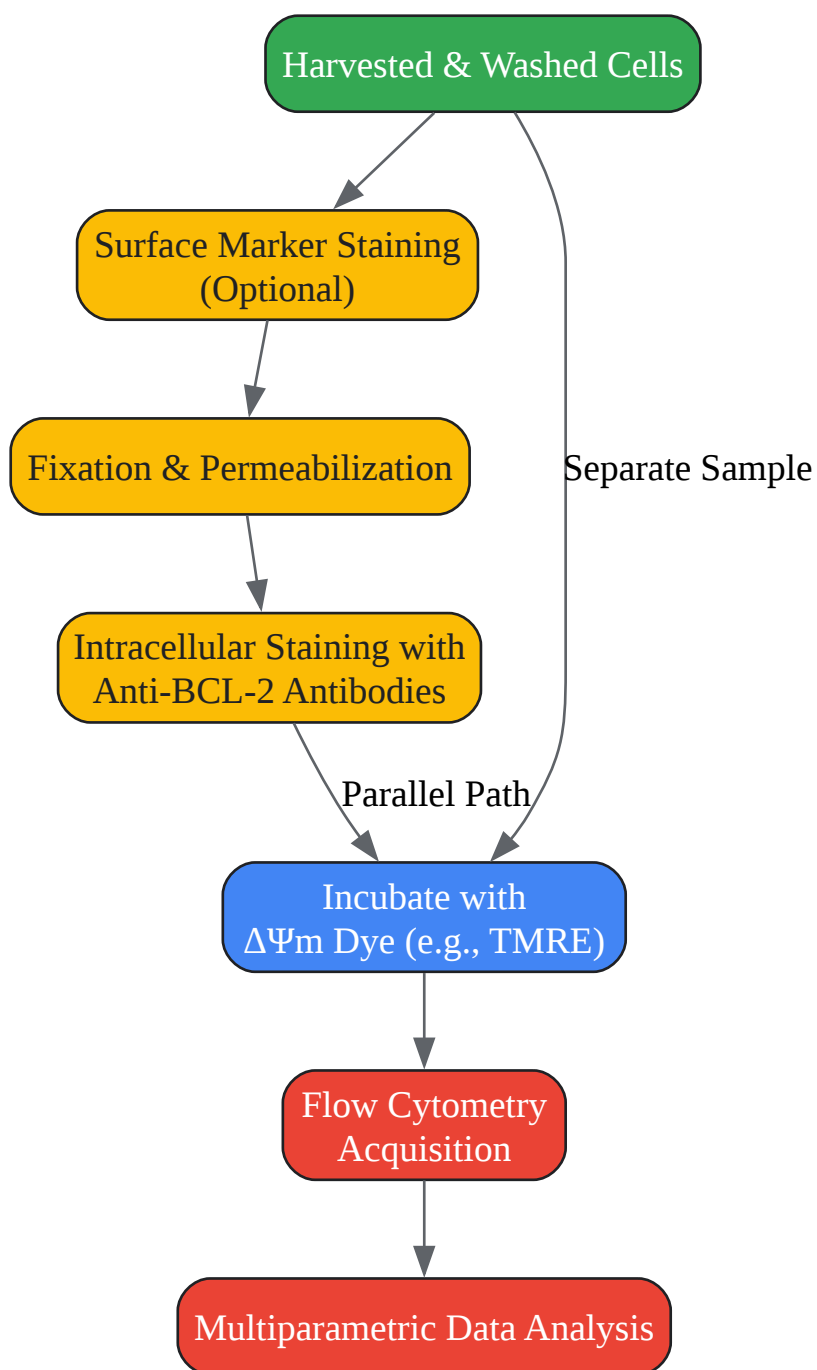 Harvested & Washed Cells
Surface Marker Staining
(Optional)
Fixation & Permeabilization
Separate Sample
Intracellular Staining with
Anti-BCL-2 Antibodies
Parallel Path
Incubate with
ΔΨm Dye (e.g., TMRE)
Flow Cytometry
Acquisition
Multiparametric Data Analysis